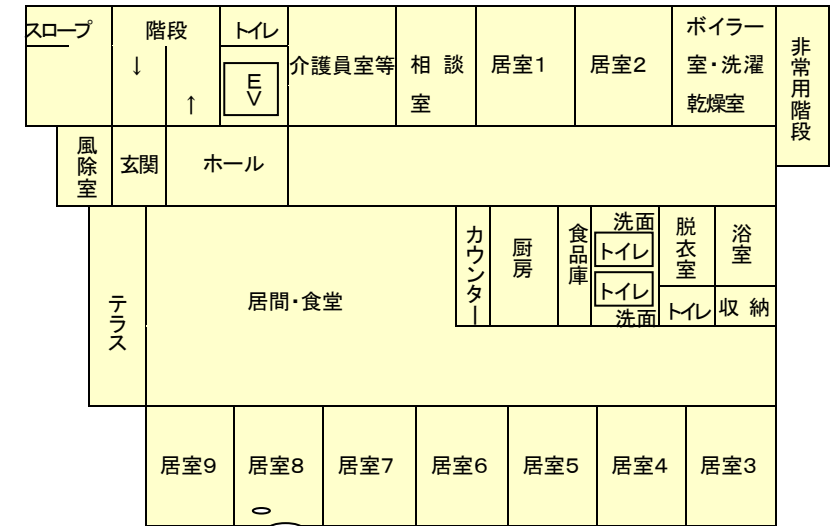 スロープ
階段
↓
↑
トイレ
EV
介護員室等
相談
室
居室1
居室2
ボイラー
室・洗濯
乾燥室
非常用階段
風除室
玄関
ホール
テラス
居間・食堂
カウンター
厨房
食品庫
洗面
トイレ
トイレ
洗面
脱衣室
浴室
トイレ
収納
居室9
居室8
居室7
居室6
居室5
居室4
居室3